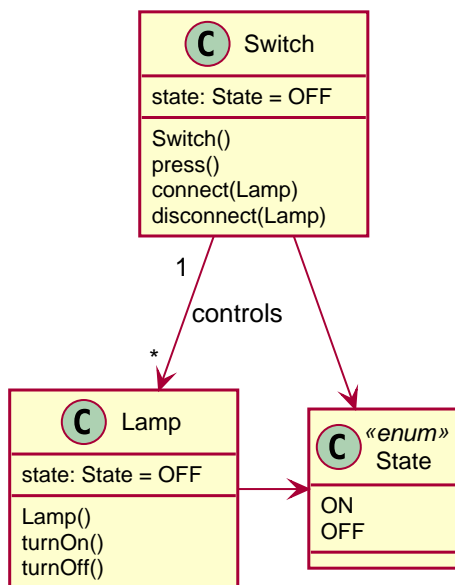 C Switch
state: State = OFF
Switch()
press()
connect(Lamp)
disconnect(Lamp)
1
controls
*
C Lamp
state: State = OFF
Lamp()
turnOn()
turnOff()
C «enum»
State
ON
OFF